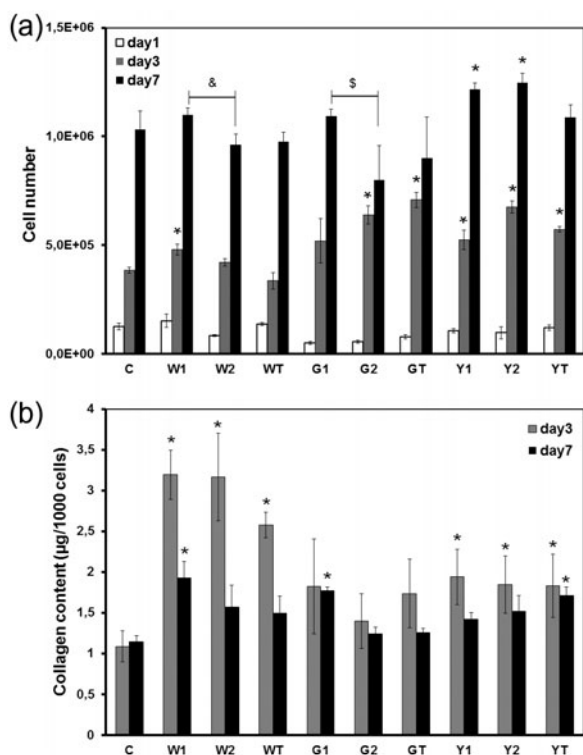 (a)
1,5E+06
1,0E+06
5,0E+05
0,0E+00
Cell number
day1
day3
day7
&
$
* * * * * * * *
C W1 W2 WT G1 G2 GT Y1 Y2 YT
(b)
4
3,5
3
2,5
2
1,5
1
0,5
0
Collagen content (µg/1000 cells)
day3
day7
* * * * * * * * *
C W1 W2 WT G1 G2 GT Y1 Y2 YT